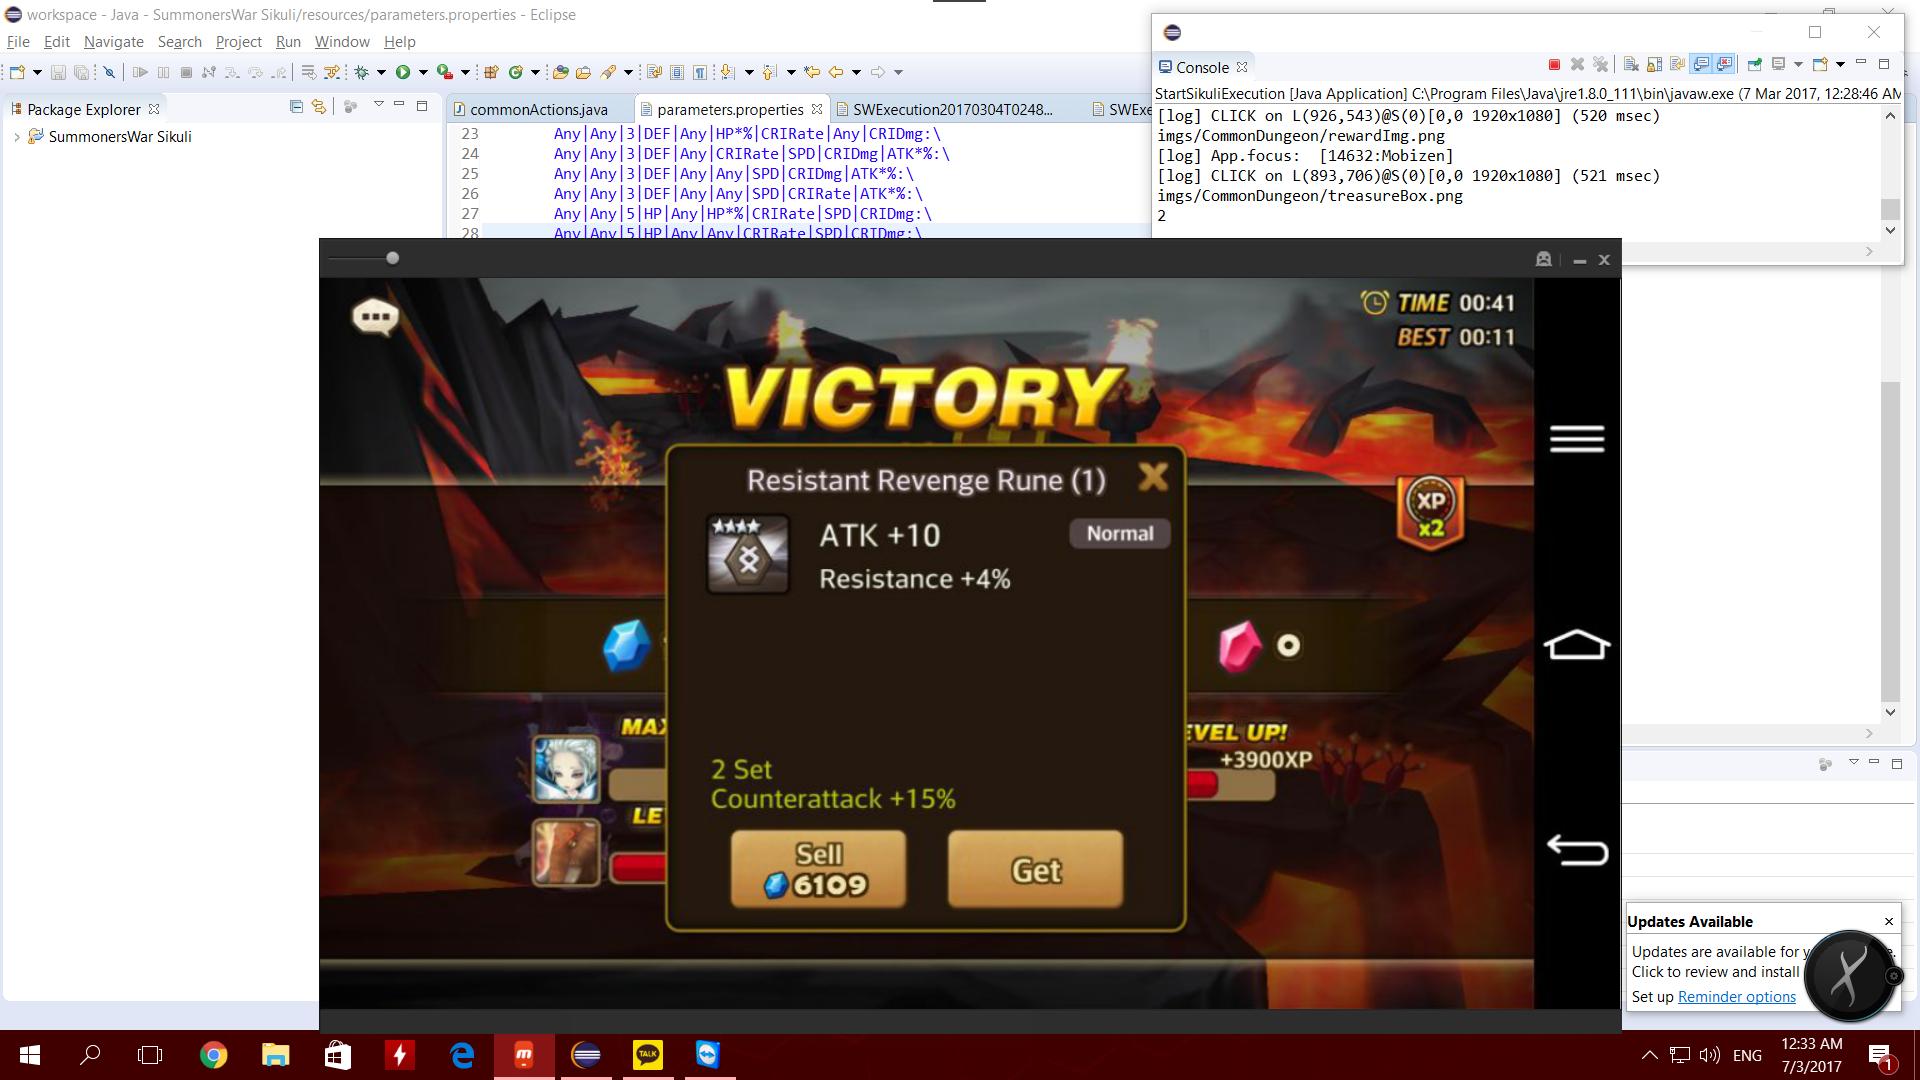 workspace - Java - SummonersWar Sikuli/resources/parameters.properties - Eclipse
File Edit Navigate Search Project Run Window Help
Package Explorer
SummonersWar Sikuli
commonActions.java
parameters.properties
SWExecution20170304T0248...
SWExe
23 Any|Any|3|DEF|Any|HP*%|CRIRate|Any|CRIDmg:\
24 Any|Any|3|DEF|Any|CRIRate|SPD|CRIDmg|ATK*%:\
25 Any|Any|3|DEF|Any|Any|SPD|CRIDmg|ATK*%:\
26 Any|Any|3|DEF|Any|Any|SPD|CRIRate|ATK*%:\
27 Any|Any|5|HP|Any|HP*%|CRIRate|SPD|CRIDmg:\
28 Any|Any|5|HP|Any|Any|CRIRate|SPD|CRIDmg:\
Console
StartSikuliExecution [Java Application] C:\Program Files\Java\jre1.8.0_111\bin\javaw.exe (7 Mar 2017, 12:28:46 AM
[log] CLICK on L(926,543)@S(0)[0,0 1920x1080] (520 msec)
imgs/CommonDungeon/rewardImg.png
[log] App.focus: [14632:Mobizen]
[log] CLICK on L(893,706)@S(0)[0,0 1920x1080] (521 msec)
imgs/CommonDungeon/treasureBox.png
2
TIME 00:41
BEST 00:11
VICTORY
Resistant Revenge Rune (1)
X
ATK +10
Normal
Resistance +4%
XP
x2
0
MAX
EVEL UP!
+3900XP
LE
2 Set
Counterattack +15%
Sell
6109
Get
Updates Available
Updates are available for
Click to review and install
Set up Reminder options
TALK
ENG
12:33 AM
7/3/2017
1